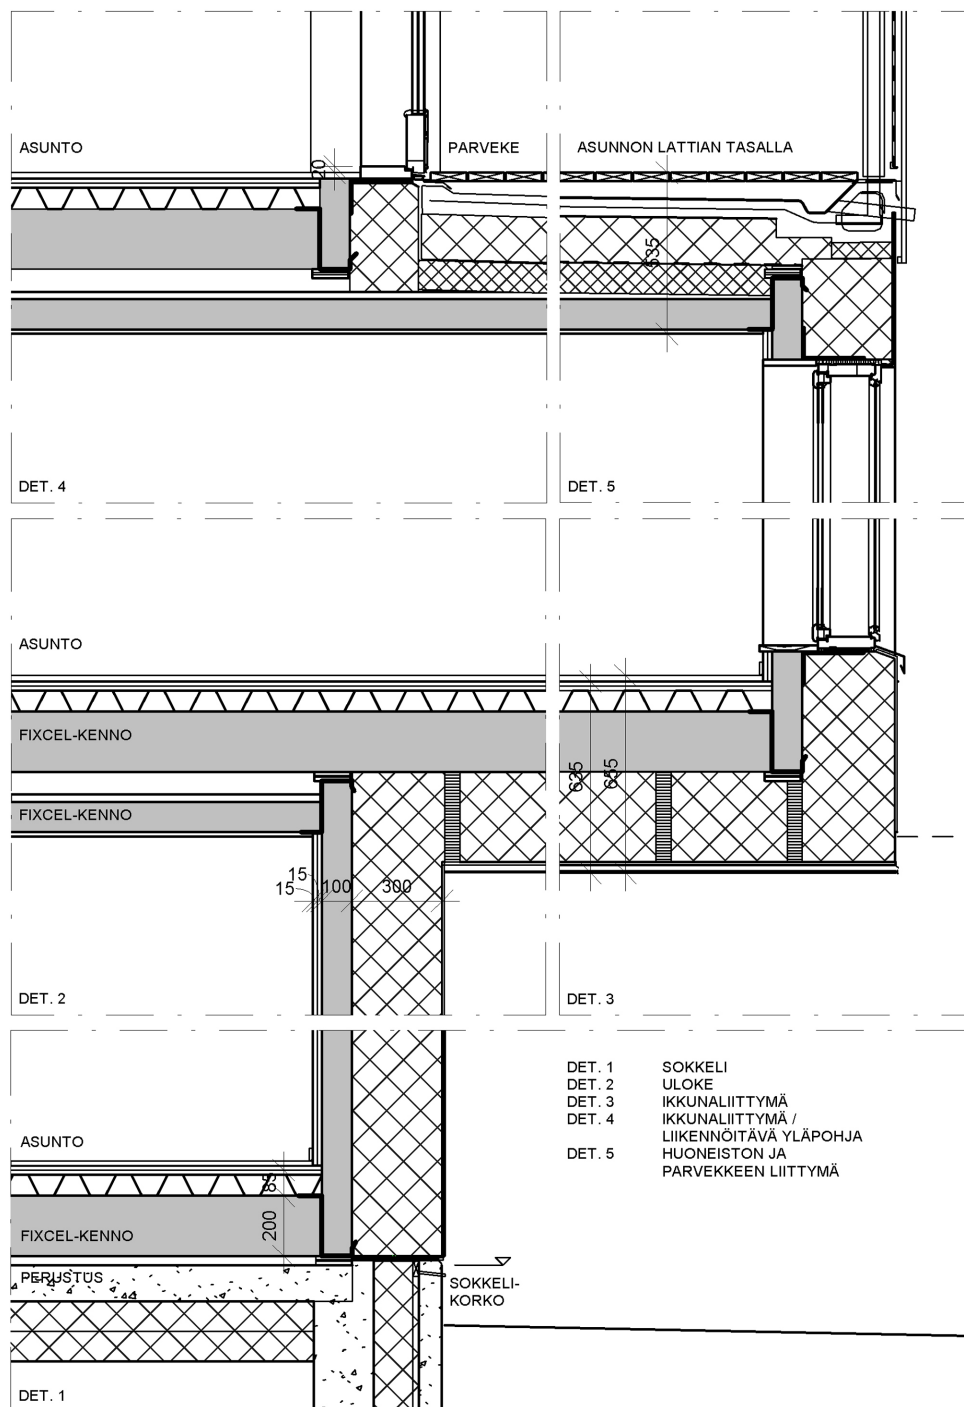 ASUNTO
20
PARVEKE
ASUNNON LATTIAN TASALLA
535
DET. 4
DET. 5
ASUNTO
FIXCEL-KENNO
635
655
FIXCEL-KENNO
15
15
100
300
DET. 2
DET. 3
DET. 1 SOKKELI
DET. 2 ULOKE
DET. 3 IKKUNALIITTYMÄ
DET. 4 IKKUNALIITTYMÄ /
LIIKENNÖITÄVÄ YLÄPOHJA
DET. 5 HUONEISTON JA
PARVEKKEEN LIITTYMÄ
ASUNTO
85
200
FIXCEL-KENNO
PERUSTUS
SOKKELI-
KORKO
DET. 1